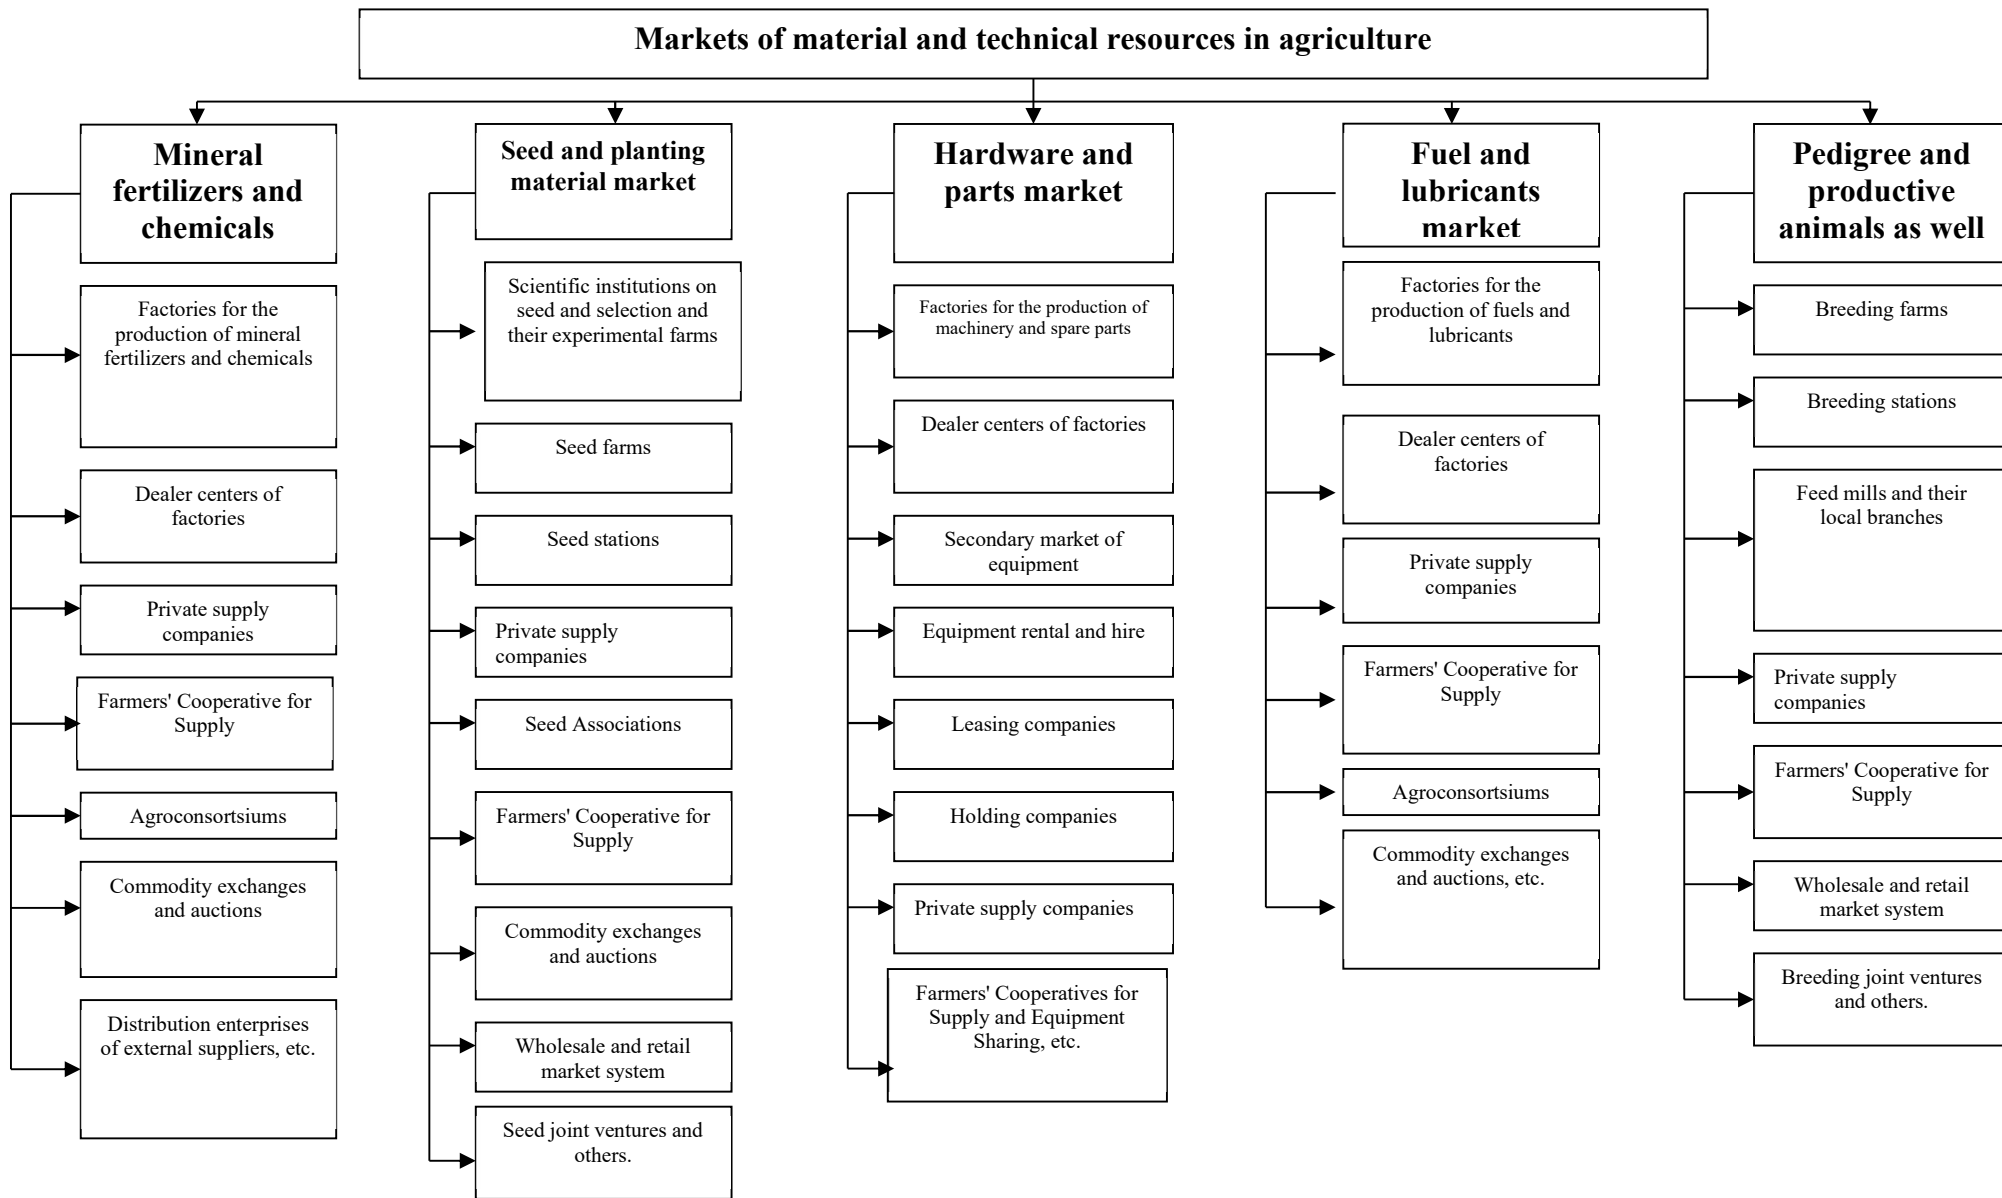 Markets of material and technical resources in agriculture
Mineral
fertilizers and
chemicals
Factories for the
production of mineral
fertilizers and chemicals
Dealer centers of
factories
Private supply
companies
Farmers' Cooperative for
Supply
Agroconsortsiums
Commodity exchanges
and auctions
Distribution enterprises
of external suppliers, etc.
Seed and planting
material market
Scientific institutions on
seed and selection and
their experimental farms
Seed farms
Seed stations
Private supply
companies
Seed Associations
Farmers' Cooperative for
Supply
Commodity exchanges
and auctions
Wholesale and retail
market system
Seed joint ventures and
others.
Hardware and
parts market
Factories for the production of
machinery and spare parts
Dealer centers of factories
Secondary market of
equipment
Equipment rental and hire
Leasing companies
Holding companies
Private supply companies
Farmers' Cooperatives for
Supply and Equipment
Sharing, etc.
Fuel and
lubricants
market
Factories for the
production of fuels and
lubricants
Dealer centers of
factories
Private supply
companies
Farmers' Cooperative for
Supply
Agroconsortsiums
Commodity exchanges
and auctions, etc.
Pedigree and
productive
animals as well
Breeding farms
Breeding stations
Feed mills and their
local branches
Private supply
companies
Farmers' Cooperative for
Supply
Wholesale and retail
market system
Breeding joint ventures
and others.